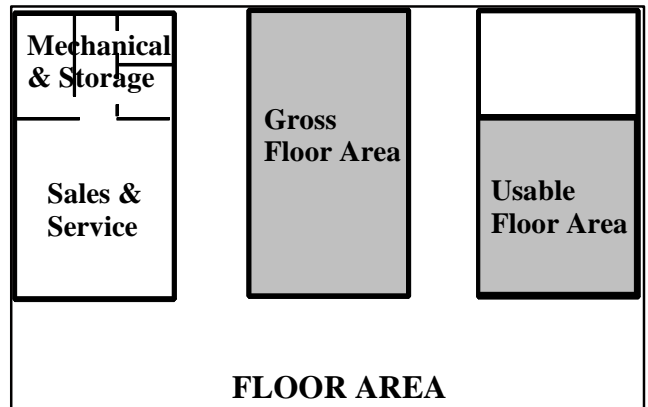 Mechanical
& Storage
Sales &
Service
Gross
Floor Area
Usable
Floor Area
FLOOR AREA